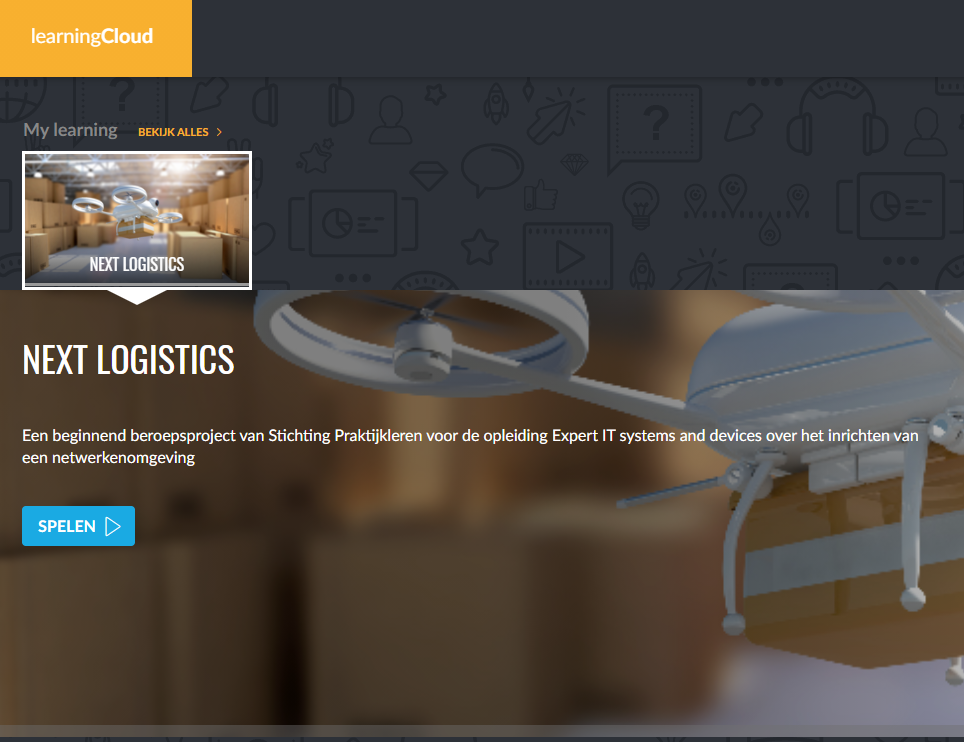 learningCloud
My learning BEKIJK ALLES
NEXT LOGISTICS
NEXT LOGISTICS
Een beginnend beroepsproject van Stichting Praktijkleren voor de opleiding Expert IT systems and devices over het inrichten van
een netwerkenomgeving
SPELEN